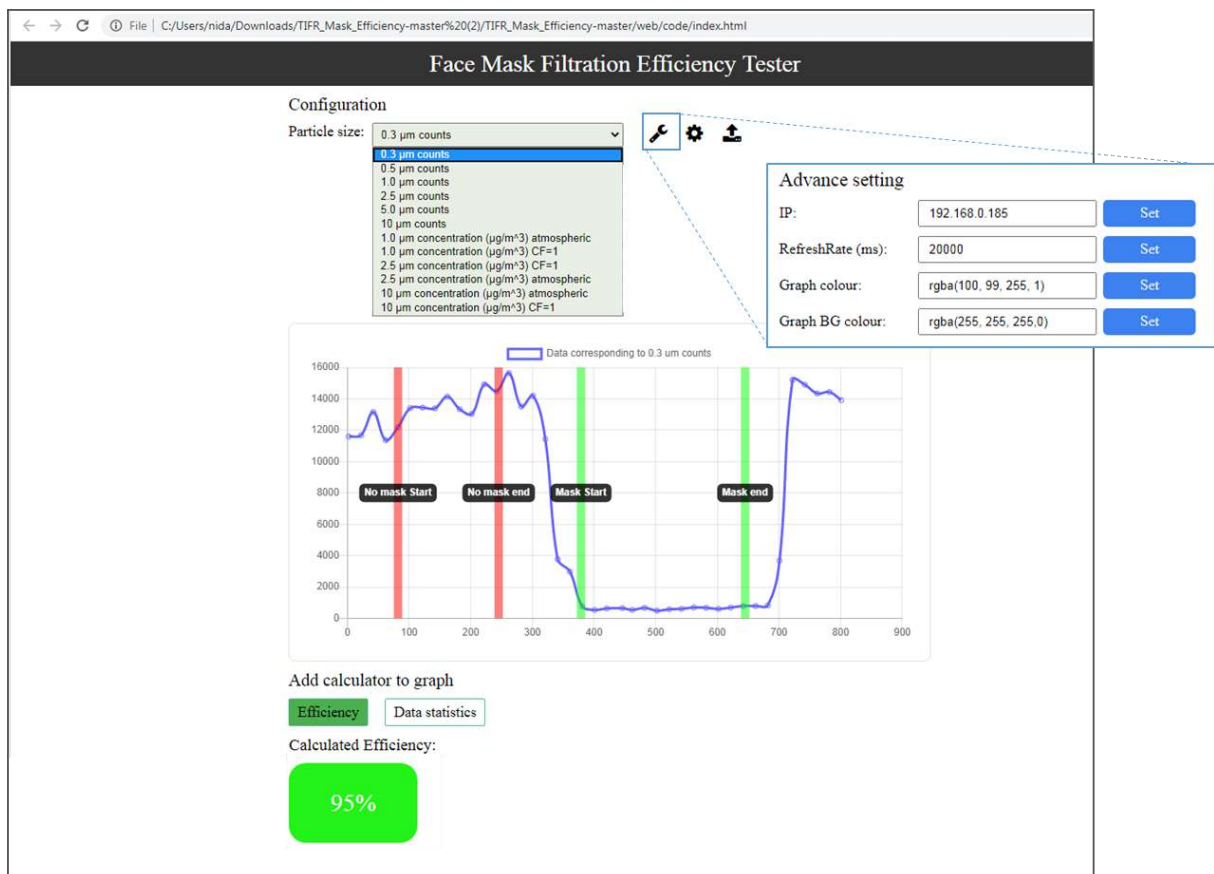 File | C:/Users/nida/Downloads/TIFR_Mask_Efficiency-master%20(2)/TIFR_Mask_Efficiency-master/web/code/index.html
Face Mask Filtration Efficiency Tester
Configuration
Particle size: 0.3 µm counts
0.3 µm counts
0.5 µm counts
1.0 µm counts
2.5 µm counts
5.0 µm counts
10 µm counts
1.0 µm concentration (µg/m^3) atmospheric
1.0 µm concentration (µg/m^3) CF=1
2.5 µm concentration (µg/m^3) CF=1
2.5 µm concentration (µg/m^3) atmospheric
10 µm concentration (µg/m^3) atmospheric
10 µm concentration (µg/m^3) CF=1
Advance setting
IP: 192.168.0.185 Set
RefreshRate (ms): 20000 Set
Graph colour: rgba(100, 99, 255, 1) Set
Graph BG colour: rgba(255, 255, 255,0) Set
Data corresponding to 0.3 um counts
16000
14000
12000
10000
8000
6000
4000
2000
0
No mask Start No mask end Mask Start Mask end
0 100 200 300 400 500 600 700 800 900
Add calculator to graph
Efficiency Data statistics
Calculated Efficiency:
95%